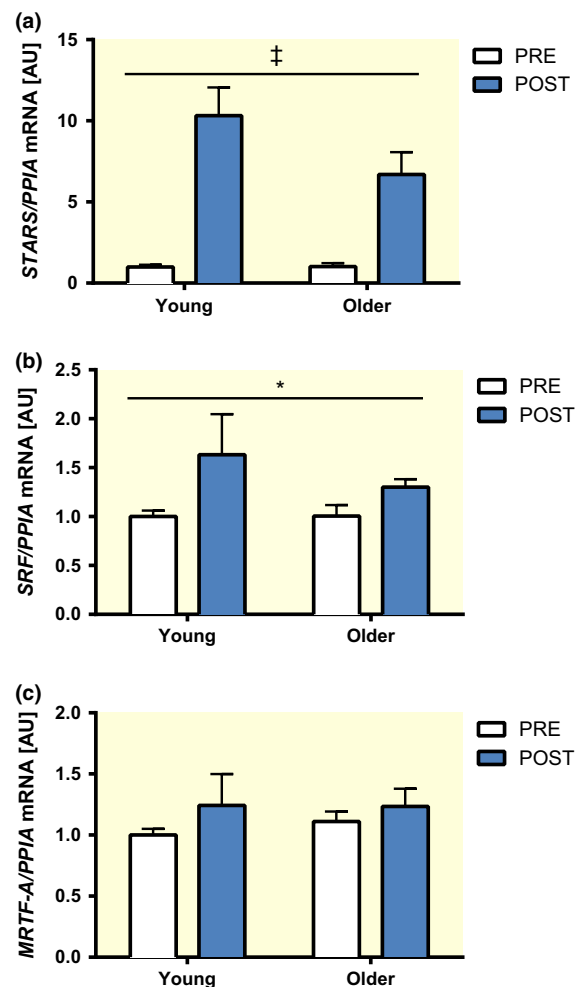 (a)
STARS/PPIA mRNA [AU]
15
10
5
0
‡
PRE
POST
Young
Older
(b)
SRF/PPIA mRNA [AU]
2.5
2.0
1.5
1.0
0.5
0.0
*
PRE
POST
Young
Older
(c)
MRTF-A/PPIA mRNA [AU]
2.0
1.5
1.0
0.5
0.0
PRE
POST
Young
Older